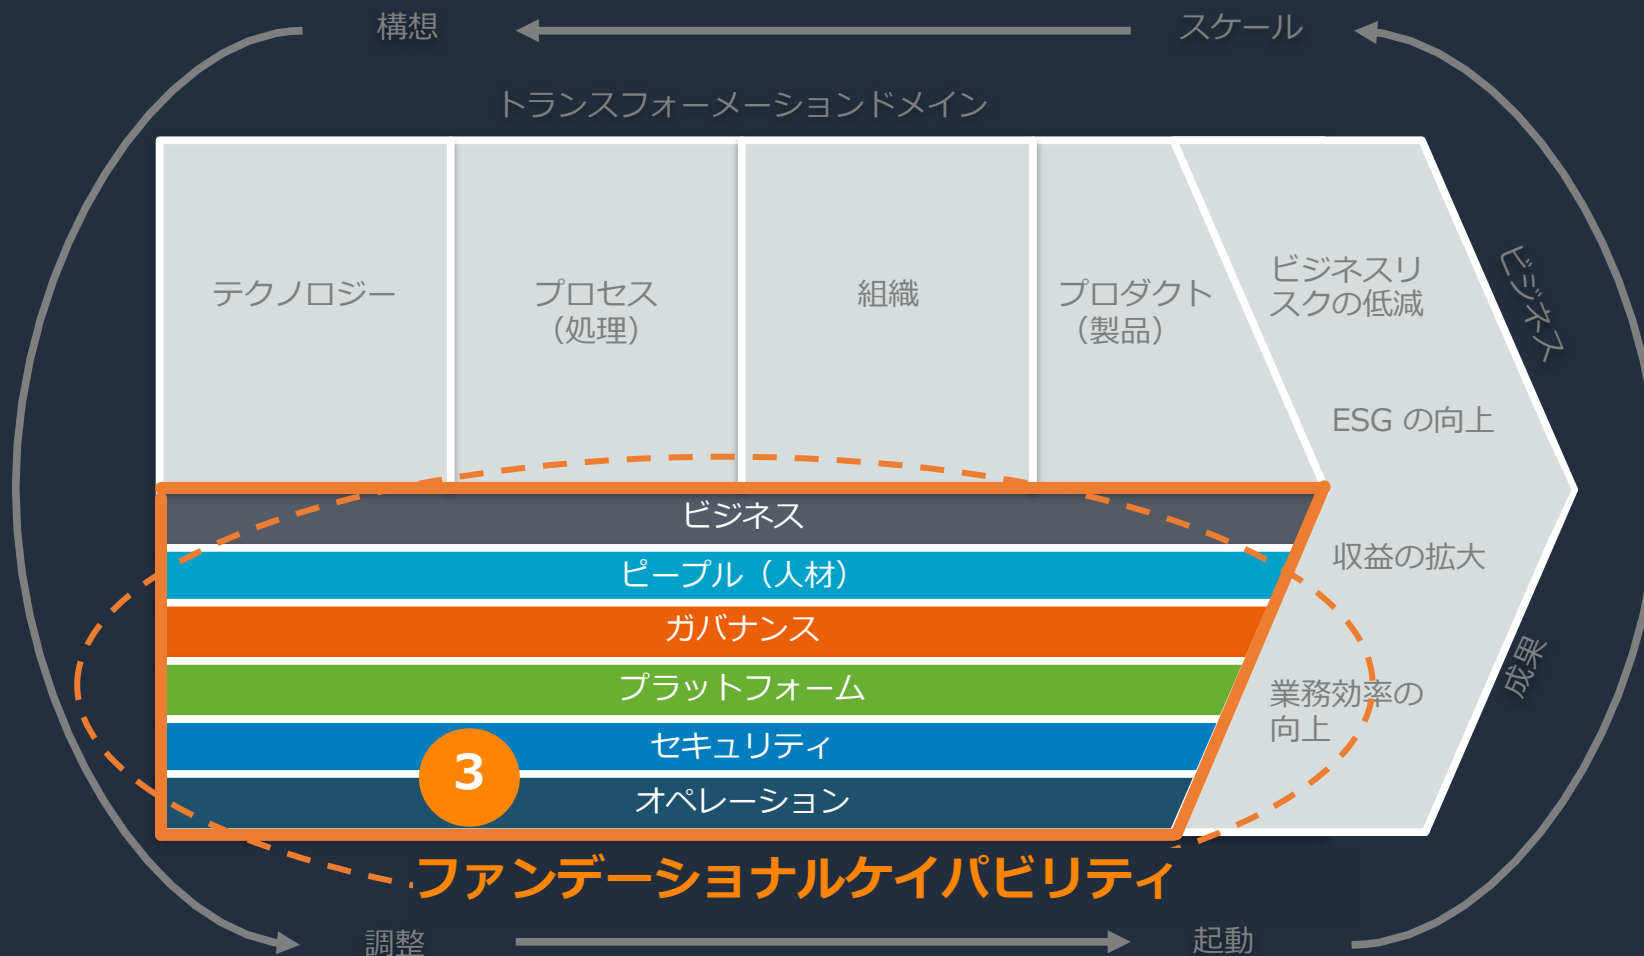 構想
スケール
トランスフォーメーションドメイン
テクノロジー
プロセス
（処理）
組織
プロダクト
（製品）
ビジネスリ
スクの低減
ESG の向上
収益の拡大
業務効率の
向上
ビジネス
成果
ビジネス
ピープル（人材）
ガバナンス
プラットフォーム
セキュリティ
3
オペレーション
ファンデーショナルケイパビリティ
調整
起動